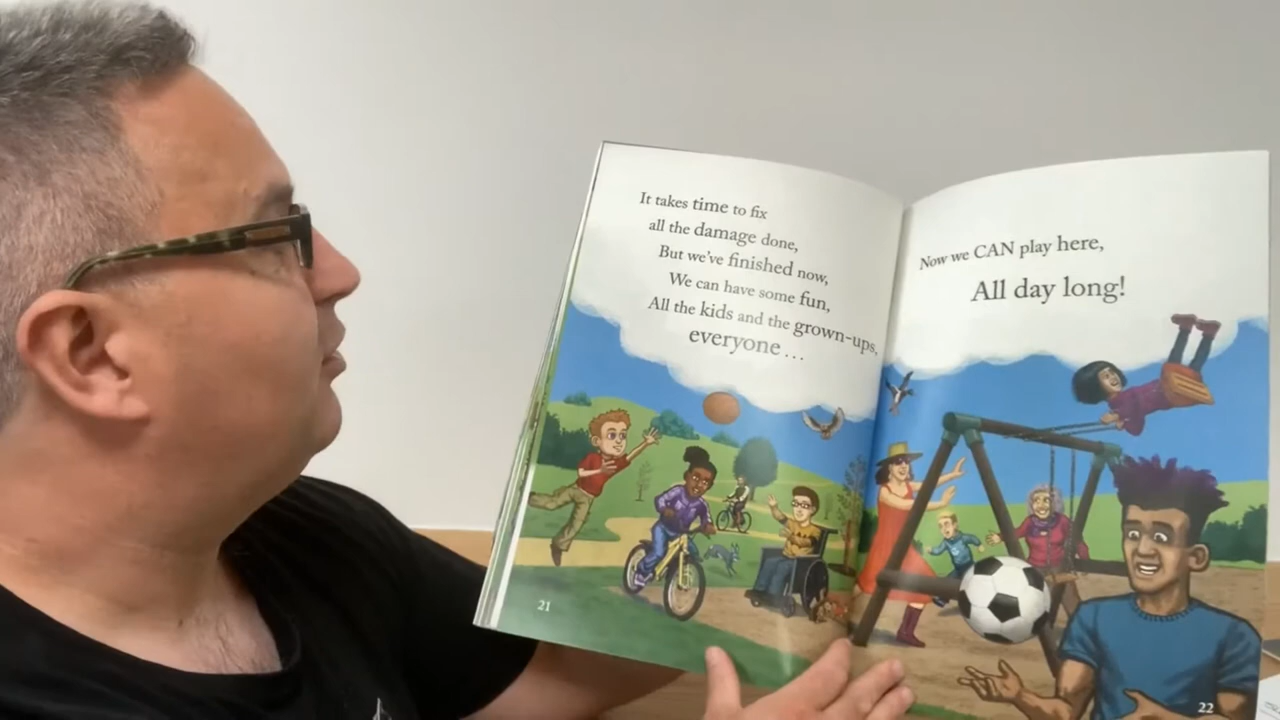 It takes time to fix
all the damage done,
But we've finished now,
We can have some fun,
All the kids and the grown-ups,
everyone ...
21
Now we CAN play here,
All day long!
22